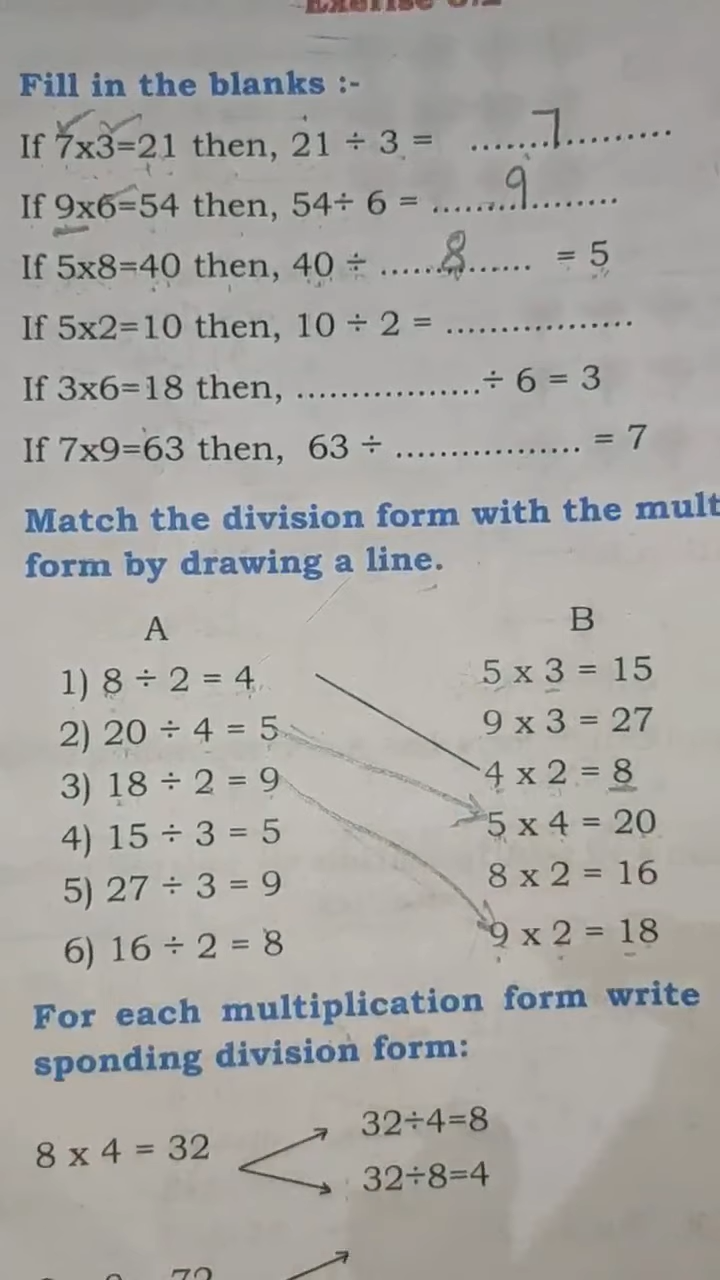 Fill in the blanks :-
If 7x3=21 then, 21 ÷ 3 = .......7...........
If 9x6=54 then, 54÷ 6 = .......9..........
If 5x8=40 then, 40 ÷ ......8...... = 5
If 5x2=10 then, 10 ÷ 2 = .................
If 3x6=18 then, .................÷ 6 = 3
If 7x9=63 then, 63 ÷ ................. = 7
Match the division form with the mult
form by drawing a line.
A B
1) 8 ÷ 2 = 4 5 x 3 = 15
2) 20 ÷ 4 = 5 9 x 3 = 27
3) 18 ÷ 2 = 9 4 x 2 = 8
4) 15 ÷ 3 = 5 5 x 4 = 20
5) 27 ÷ 3 = 9 8 x 2 = 16
6) 16 ÷ 2 = 8 9 x 2 = 18
For each multiplication form write
sponding division form:
32÷4=8
8 x 4 = 32
32÷8=4
72